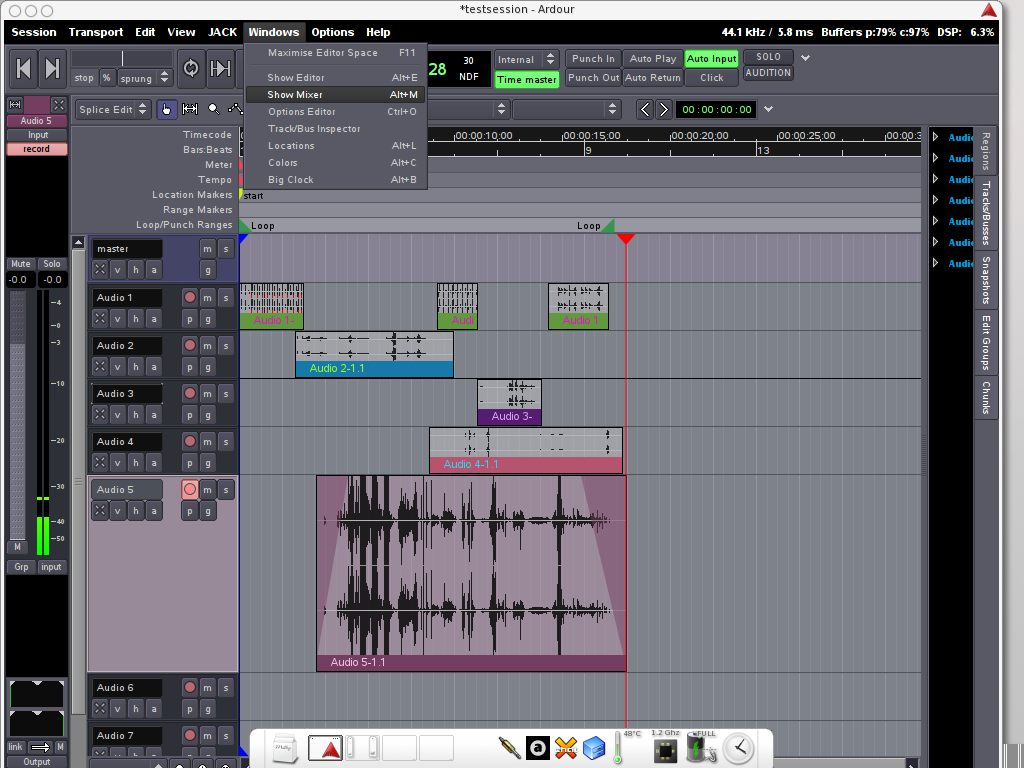 *testsession - Ardour
Session Transport Edit View JACK Windows Options Help
44.1 kHz / 5.8 ms Buffers p:79% c:97% DSP: 6.3%
Maximise Editor Space F11
Show Editor Alt+E
Show Mixer Alt+M
Options Editor Ctrl+O
Track/Bus Inspector
Locations Alt+L
Colors Alt+C
Big Clock Alt+B
stop % sprung
28 30 NDF
Internal
Time master
Punch In Auto Play Auto Input
Punch Out Auto Return Click
SOLO
AUDITION
Splice Edit
00:00:00:00
Audio 5
Input
record
Timecode
Bars:Beats
Meter
Tempo
Location Markers
Range Markers
Loop/Punch Ranges
00:00:10:00 00:00:15:00 00:00:20:00 00:00:25:00
9 13
start
Loop Loop
Mute Solo
-0.0 -0.0
-4
-0
-3
-10
-20
-30
-40
-50
M
Grp input
link M
Output
master m s
v h a g
Audio 1 m s
v h a p g
Audio 2 m s
v h a p g
Audio 3 m s
v h a p g
Audio 4 m s
v h a p g
Audio 5 m s
v h a p g
Audio 6 m s
v h a p g
Audio 7 m s
Audio 1-
Audi
Audio 1
Audio 2-1.1
Audio 3-
Audio 4-1.1
Audio 5-1.1
Audio
Audio
Audio
Audio
Audio
Audio
Audio
Regions
Tracks/Busses
Snapshots
Edit Groups
Chunks
48°C
1.2 Ghz
FULL